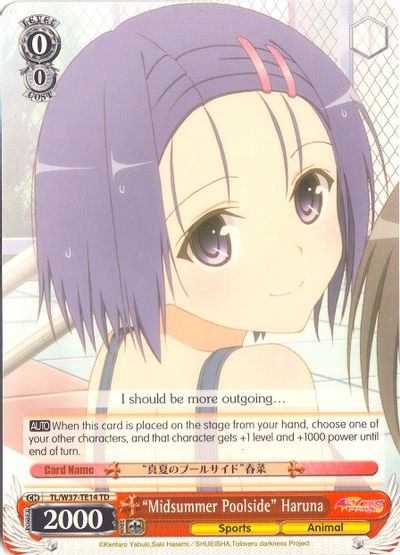 LEVEL
0
0
COST
I should be more outgoing…
AUTO When this card is placed on the stage from your hand, choose one of
your other characters, and that character gets +1 level and +1000 power until
end of turn.
Card Name "真夏のプールサイド"春菜
CH TL/W37-TE14 TD
2000
"Midsummer Poolside" Haruna
Sports Animal
©Kentaro Yabuki,Saki Hasemi／SHUEISHA,Toloveru darkness Project